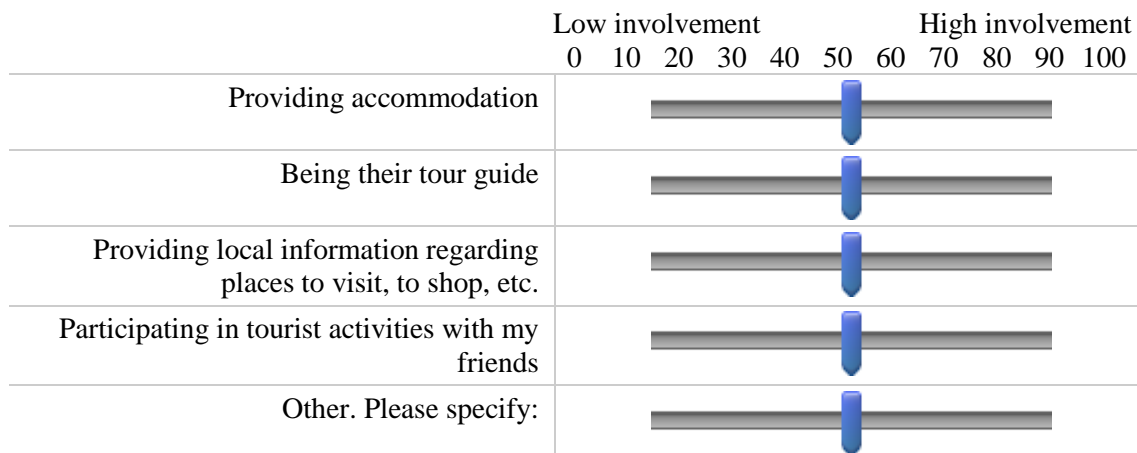 Low involvement High involvement
0 10 20 30 40 50 60 70 80 90 100
Providing accommodation
Being their tour guide
Providing local information regarding
places to visit, to shop, etc.
Participating in tourist activities with my
friends
Other. Please specify: